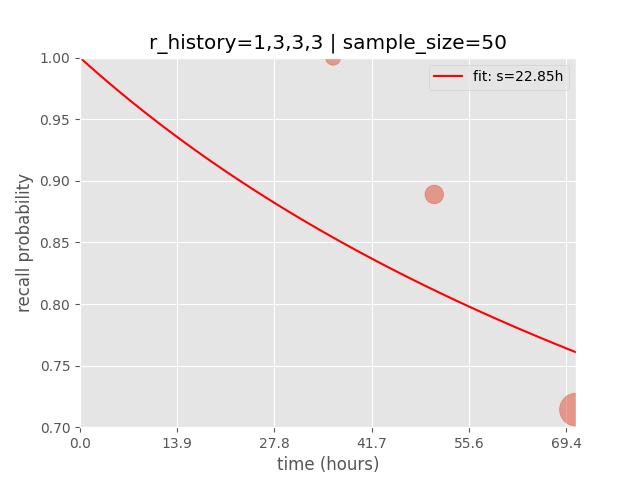 r_history=1,3,3,3 | sample_size=50
fit: s=22.85h
1.00
0.95
0.90
0.85
0.80
0.75
0.70
recall probability
0.0 13.9 27.8 41.7 55.6 69.4
time (hours)